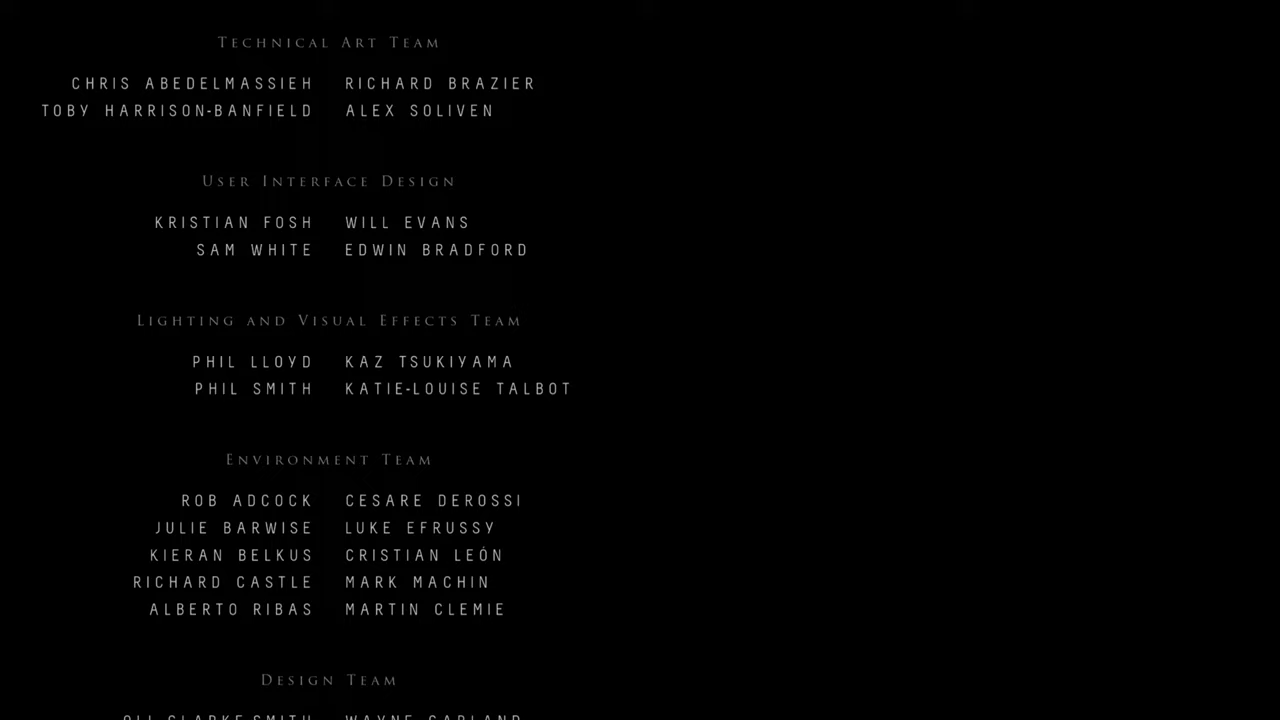 Technical Art Team
CHRIS ABEDELMASSIEH RICHARD BRAZIER
TOBY HARRISON-BANFIELD ALEX SOLIVEN
User Interface Design
KRISTIAN FOSH WILL EVANS
SAM WHITE EDWIN BRADFORD
Lighting and Visual Effects Team
PHIL LLOYD KAZ TSUKIYAMA
PHIL SMITH KATIE-LOUISE TALBOT
Environment Team
ROB ADCOCK CESARE DEROSSI
JULIE BARWISE LUKE EFRUSSY
KIERAN BELKUS CRISTIAN LEÓN
RICHARD CASTLE MARK MACHIN
ALBERTO RIBAS MARTIN CLEMIE
Design Team